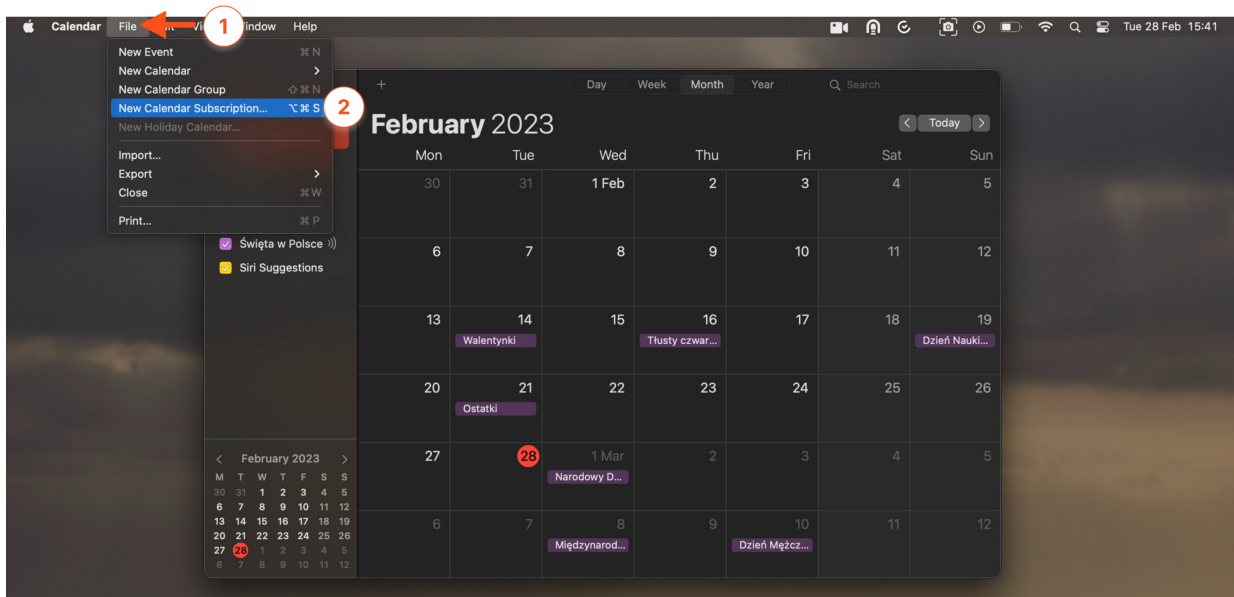 Calendar File Window Help Tue 28 Feb 15:41
1
New Event ⌘ N
New Calendar >
New Calendar Group ⇧ ⌘ N
New Calendar Subscription... ⌥ ⌘ S
2
New Holiday Calendar...
Import...
Export >
Close ⌘ W
Print... ⌘ P
Święta w Polsce
Siri Suggestions
+ Day Week Month Year Search
February 2023 < Today >
Mon Tue Wed Thu Fri Sat Sun
30 31 1 Feb 2 3 4 5
6 7 8 9 10 11 12
13 14 15 16 17 18 19
Walentynki Tłusty czwar... Dzień Nauki...
20 21 22 23 24 25 26
Ostatki
27 28 1 Mar 2 3 4 5
Narodowy D...
6 7 8 9 10 11 12
Międzynarod... Dzień Mężcz...
< February 2023 >
M T W T F S S
30 31 1 2 3 4 5
6 7 8 9 10 11 12
13 14 15 16 17 18 19
20 21 22 23 24 25 26
27 28 1 2 3 4 5
6 7 8 9 10 11 12